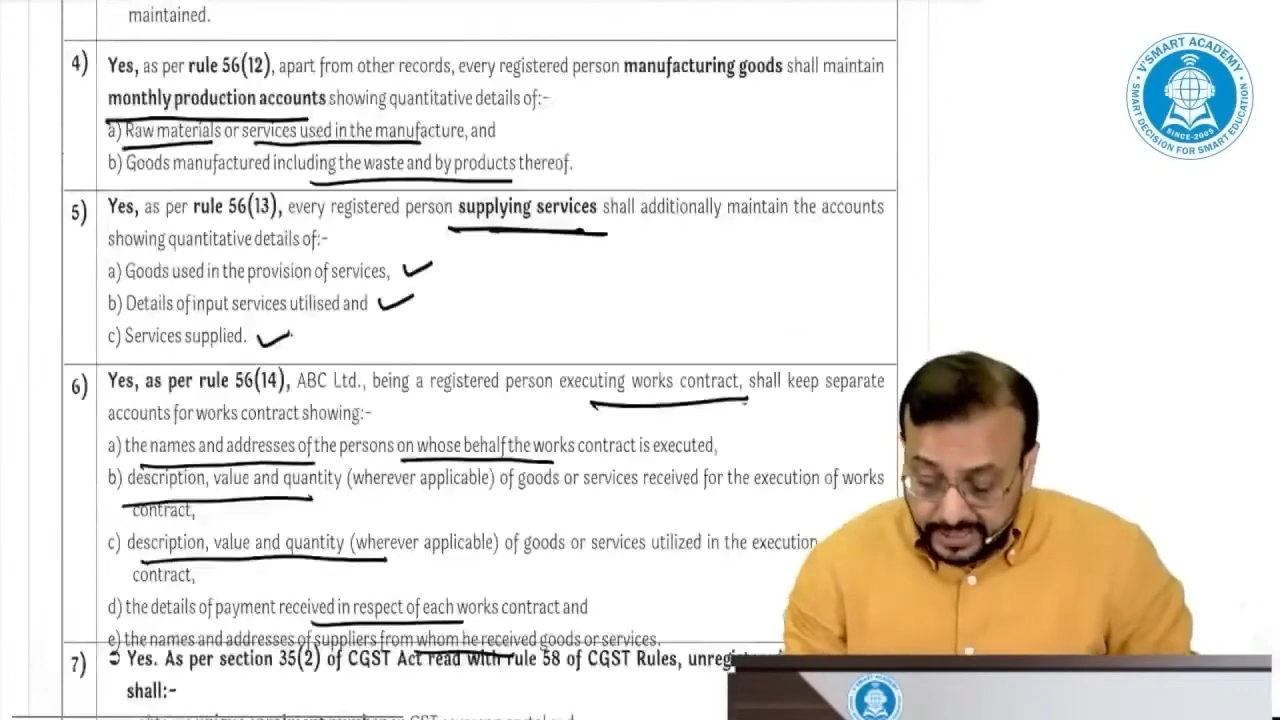 maintained.
4) Yes, as per rule 56(12), apart from other records, every registered person manufacturing goods shall maintain
monthly production accounts showing quantitative details of:-
a) Raw materials or services used in the manufacture, and
b) Goods manufactured including the waste and by products thereof.
5) Yes, as per rule 56(13), every registered person supplying services shall additionally maintain the accounts
showing quantitative details of:-
a) Goods used in the provision of services,
b) Details of input services utilised and
c) Services supplied.
6) Yes, as per rule 56(14), ABC Ltd., being a registered person executing works contract, shall keep separate
accounts for works contract showing:-
a) the names and addresses of the persons on whose behalf the works contract is executed,
b) description, value and quantity (wherever applicable) of goods or services received for the execution of works
contract,
c) description, value and quantity (wherever applicable) of goods or services utilized in the execution
contract,
d) the details of payment received in respect of each works contract and
e) the names and addresses of suppliers from whom he received goods or services.
7) ➲ Yes. As per section 35(2) of CGST Act read with rule 58 of CGST Rules,
shall:-
V'SMART ACADEMY
SINCE-2005
SMART DECISION FOR SMART EDUCATION